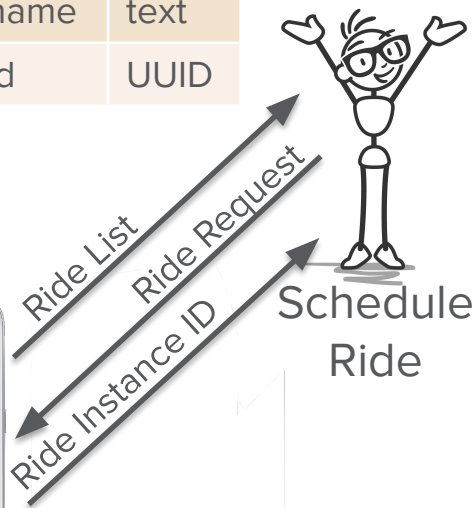 name text
d UUID
Ride List
Ride Request
Ride Instance ID
Schedule
Ride